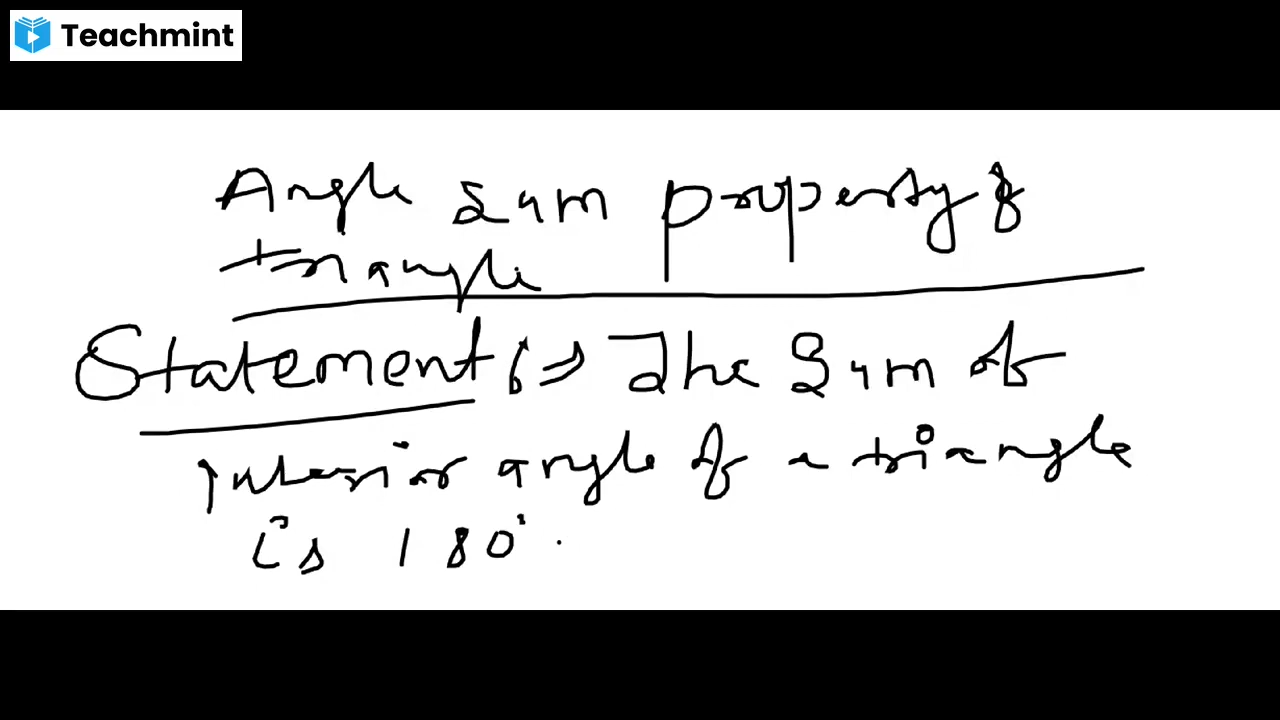 Teachmint
Angle Sum property of
triangle
Statement :⇒ The Sum of
interior angle of a triangle
is 180°.